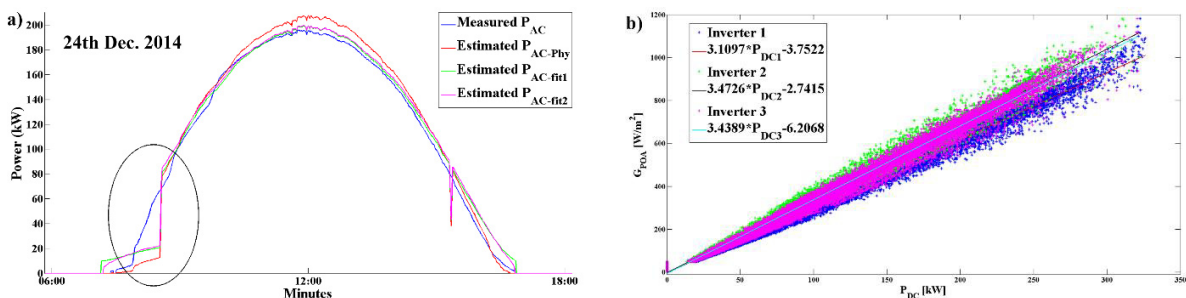 a)
24th Dec. 2014
Measured P_AC
Estimated P_AC-Phy
Estimated P_AC-fit1
Estimated P_AC-fit2
Power (kW)
200
180
160
140
120
100
80
60
40
20
0
06:00
12:00
18:00
Minutes
b)
Inverter 1
3.1097*P_DC1-3.7522
Inverter 2
3.4726*P_DC2-2.7415
Inverter 3
3.4389*P_DC3-6.2068
G_POA [W/m²]
1200
1000
800
600
400
200
0
0
50
100
150
200
250
300
350
P_DC [kW]